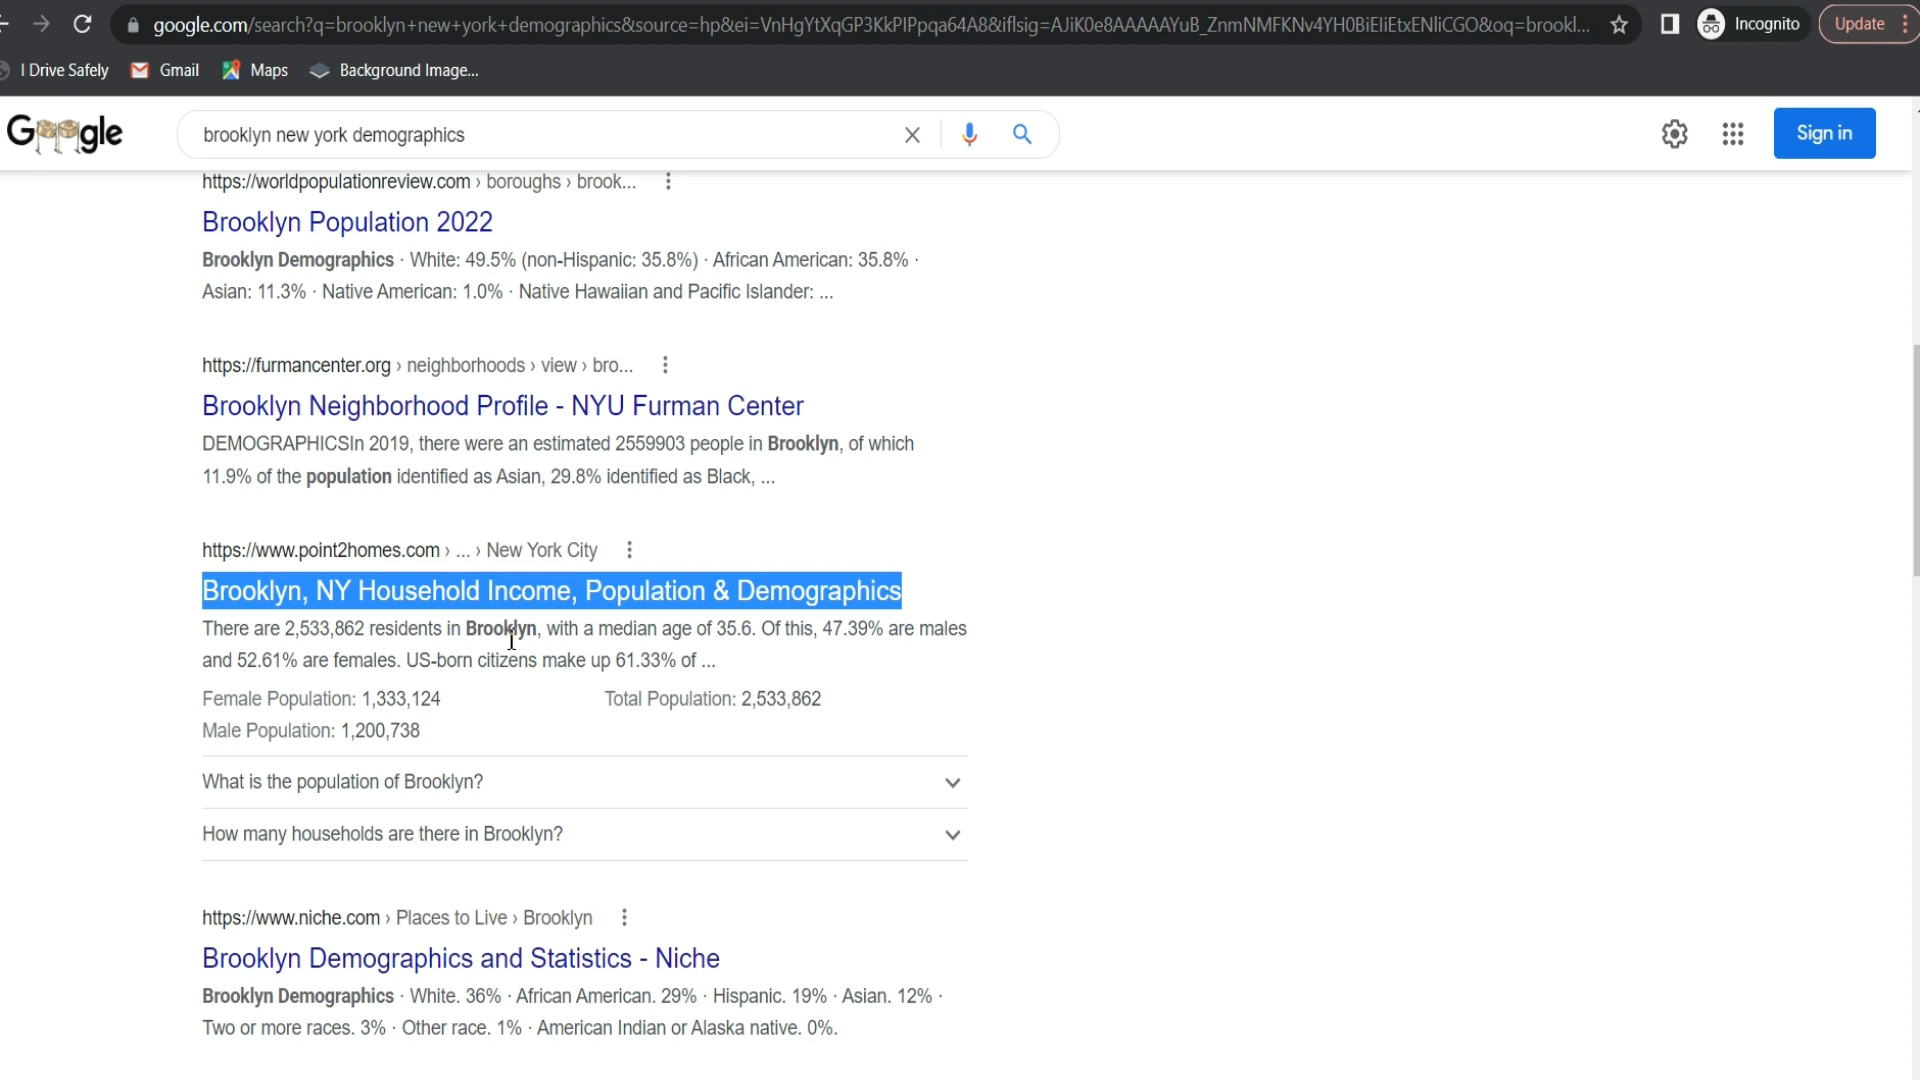 google.com/search?q=brooklyn+new+york+demographics&source=hp&ei=VnHgYtXqGP3KkPIPpqa64A8&iflsig=AJiK0e8AAAAAYuB_ZnmNMFKNv4YH0BiEIiEtxENliCGO&oq=brookl...
Incognito
Update
I Drive Safely
Gmail
Maps
Background Image...
Google
brooklyn new york demographics
Sign in
https://worldpopulationreview.com › boroughs › brook...
Brooklyn Population 2022
Brooklyn Demographics · White: 49.5% (non-Hispanic: 35.8%) · African American: 35.8% ·
Asian: 11.3% · Native American: 1.0% · Native Hawaiian and Pacific Islander: ...
https://furmancenter.org › neighborhoods › view › bro...
Brooklyn Neighborhood Profile - NYU Furman Center
DEMOGRAPHICSIn 2019, there were an estimated 2559903 people in Brooklyn, of which
11.9% of the population identified as Asian, 29.8% identified as Black, ...
https://www.point2homes.com › ... › New York City
Brooklyn, NY Household Income, Population & Demographics
There are 2,533,862 residents in Brooklyn, with a median age of 35.6. Of this, 47.39% are males
and 52.61% are females. US-born citizens make up 61.33% of ...
Female Population: 1,333,124 Total Population: 2,533,862
Male Population: 1,200,738
What is the population of Brooklyn?
How many households are there in Brooklyn?
https://www.niche.com › Places to Live › Brooklyn
Brooklyn Demographics and Statistics - Niche
Brooklyn Demographics · White. 36% · African American. 29% · Hispanic. 19% · Asian. 12% ·
Two or more races. 3% · Other race. 1% · American Indian or Alaska native. 0%.